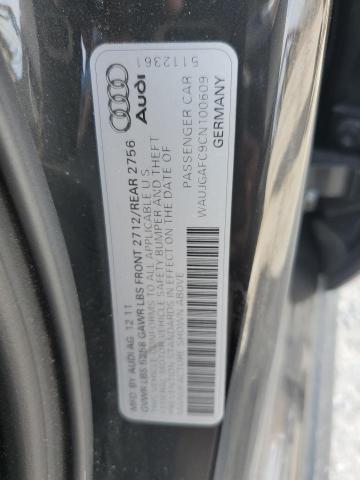 5112361
Audi
MFD BY AUDI AG 12 11
GVWR LBS 5258 GAWR LBS FRONT 2712/REAR 2756
THIS VEHICLE CONFORMS TO ALL APPLICABLE U S
FEDERAL MOTOR VEHICLE SAFETY BUMPER AND THEFT
PREVENTION STANDARDS IN EFFECT ON THE DATE OF
MANUFACTURE SHOWN ABOVE
PASSENGER CAR
WAUJGAFC9CN100609
GERMANY